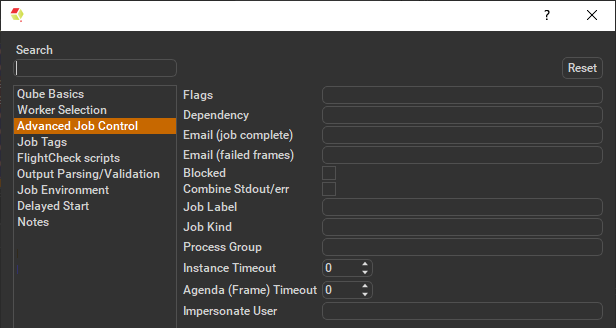 ?
Search
Reset
Qube Basics
Worker Selection
Advanced Job Control
Job Tags
FlightCheck scripts
Output Parsing/Validation
Job Environment
Delayed Start
Notes
Flags
Dependency
Email (job complete)
Email (failed frames)
Blocked
Combine Stdout/err
Job Label
Job Kind
Process Group
Instance Timeout 0
Agenda (Frame) Timeout 0
Impersonate User